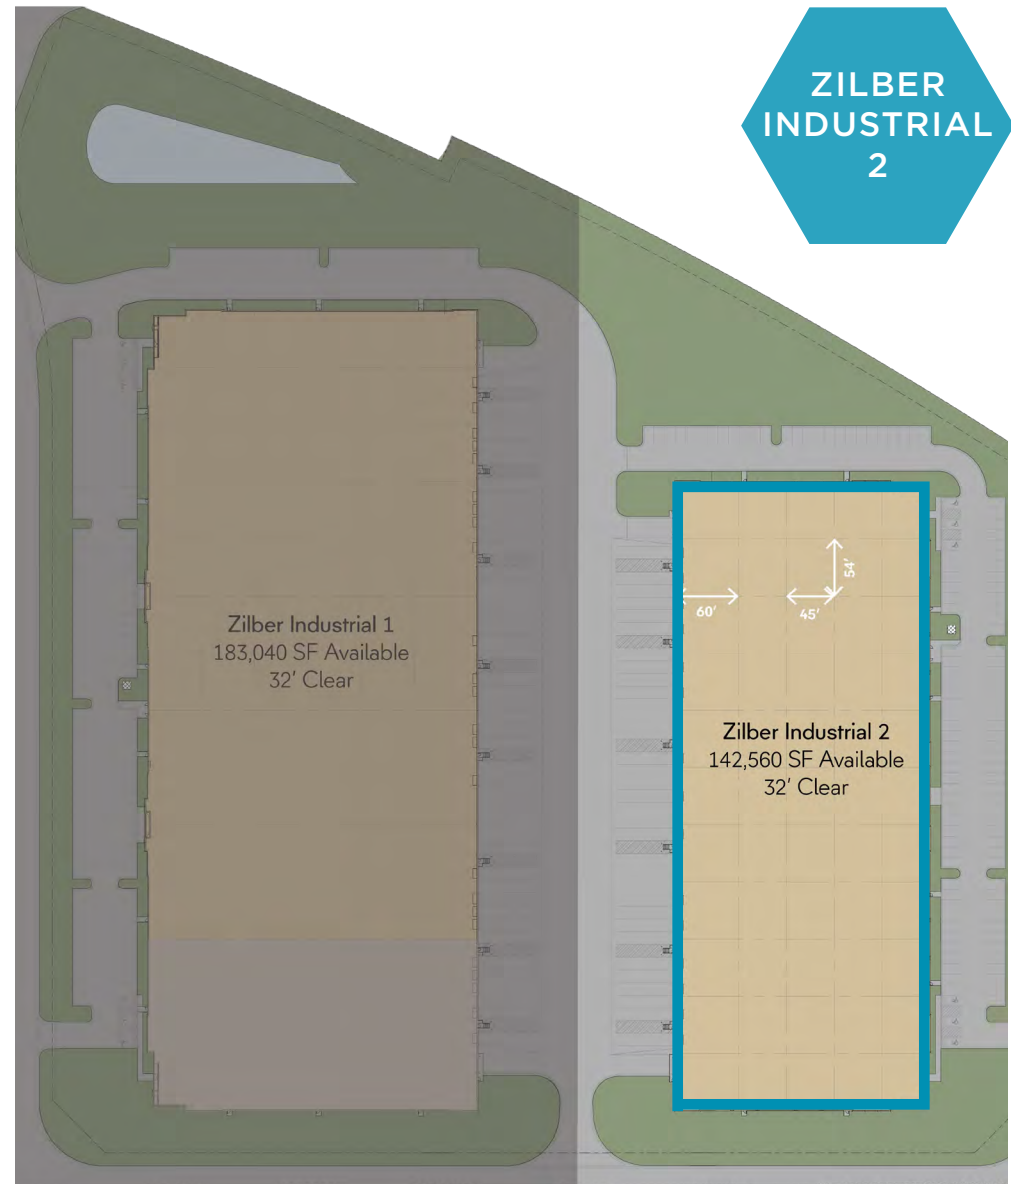 ZILBER
INDUSTRIAL
2
54'
60'
45'
Zilber Industrial 1
183,040 SF Available
32' Clear
Zilber Industrial 2
142,560 SF Available
32' Clear